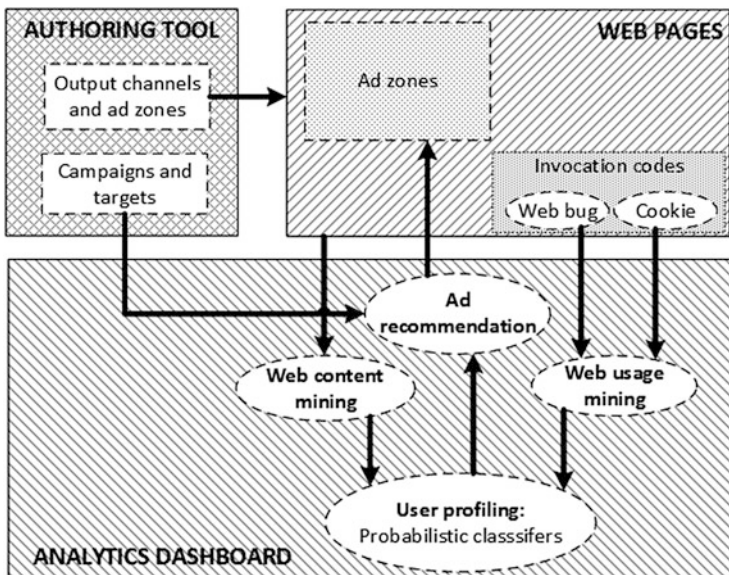 AUTHORING TOOL
Output channels
and ad zones
Campaigns and
targets
WEB PAGES
Ad zones
Invocation codes
Web bug
Cookie
Ad
recommendation
Web content
mining
Web usage
mining
User profiling:
Probabilistic classsifers
ANALYTICS DASHBOARD